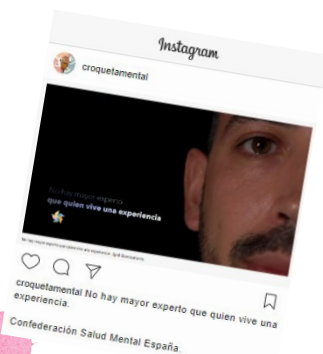 Instagram
croquetamental
No hay mayor experto
que quien vive una experiencia
croquetamental No hay mayor experto que quien vive una
experiencia.
Confederación Salud Mental España.